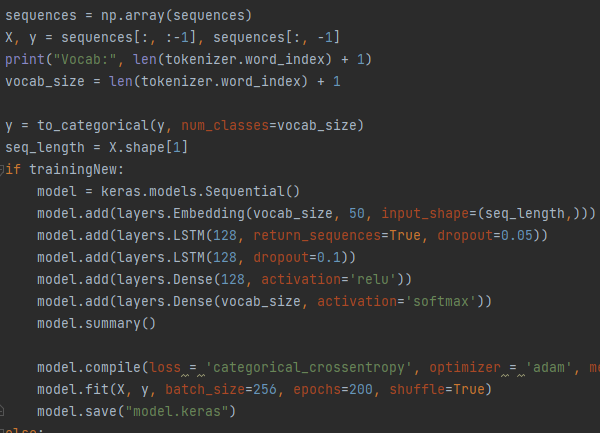 sequences = np.array(sequences)
X, y = sequences[:, :-1], sequences[:, -1]
print("Vocab:", len(tokenizer.word_index) + 1)
vocab_size = len(tokenizer.word_index) + 1
y = to_categorical(y, num_classes=vocab_size)
seq_length = X.shape[1]
if trainingNew:
    model = keras.models.Sequential()
    model.add(layers.Embedding(vocab_size, 50, input_shape=(seq_length,)))
    model.add(layers.LSTM(128, return_sequences=True, dropout=0.05))
    model.add(layers.LSTM(128, dropout=0.1))
    model.add(layers.Dense(128, activation='relu'))
    model.add(layers.Dense(vocab_size, activation='softmax'))
    model.summary()
    model.compile(loss = 'categorical_crossentropy', optimizer = 'adam',
    model.fit(X, y, batch_size=256, epochs=200, shuffle=True)
    model.save("model.keras")
else: